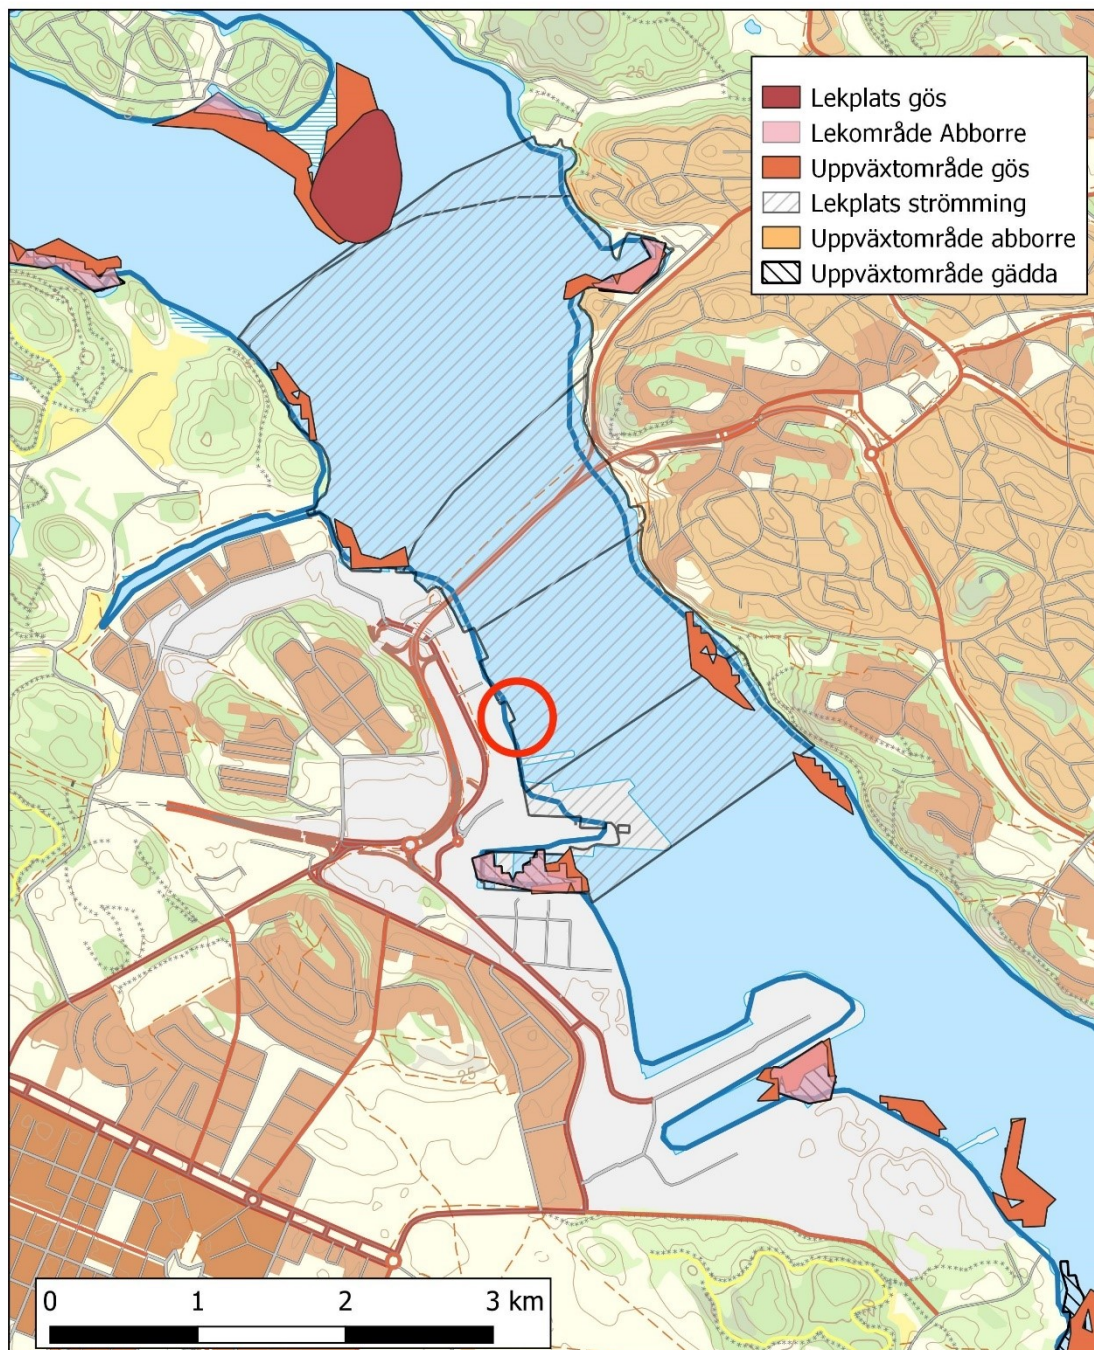 Lekplats gös
Lekområde Abborre
Uppväxtområde gös
Lekplats strömming
Uppväxtområde abborre
Uppväxtområde gädda
25
5
25
25
0 1 2 3 km